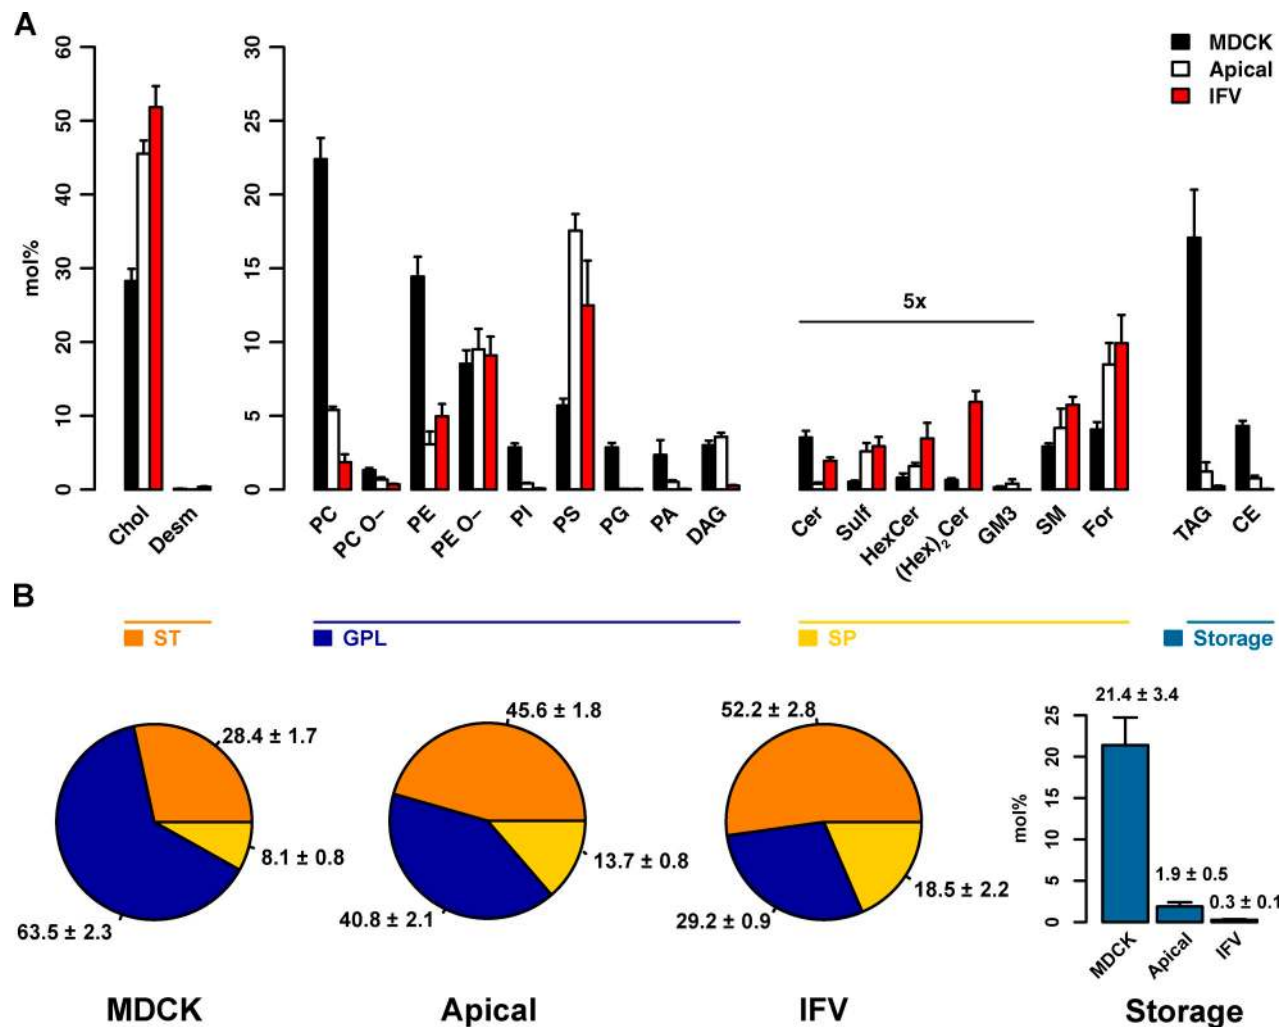 A
60
50
40
30
20
10
0
mol%
Chol
Desm
30
25
20
15
10
5
0
PC
PC O–
PE
PE O–
PI
PS
PG
PA
DAG
5x
Cer
Sulf
HexCer
(Hex)₂Cer
GM3
SM
For
TAG
CE
MDCK
Apical
IFV
B
ST
GPL
SP
Storage
28.4 ± 1.7
8.1 ± 0.8
63.5 ± 2.3
MDCK
45.6 ± 1.8
13.7 ± 0.8
40.8 ± 2.1
Apical
52.2 ± 2.8
18.5 ± 2.2
29.2 ± 0.9
IFV
21.4 ± 3.4
25
20
15
10
5
0
mol%
1.9 ± 0.5
0.3 ± 0.1
MDCK
Apical
IFV
Storage